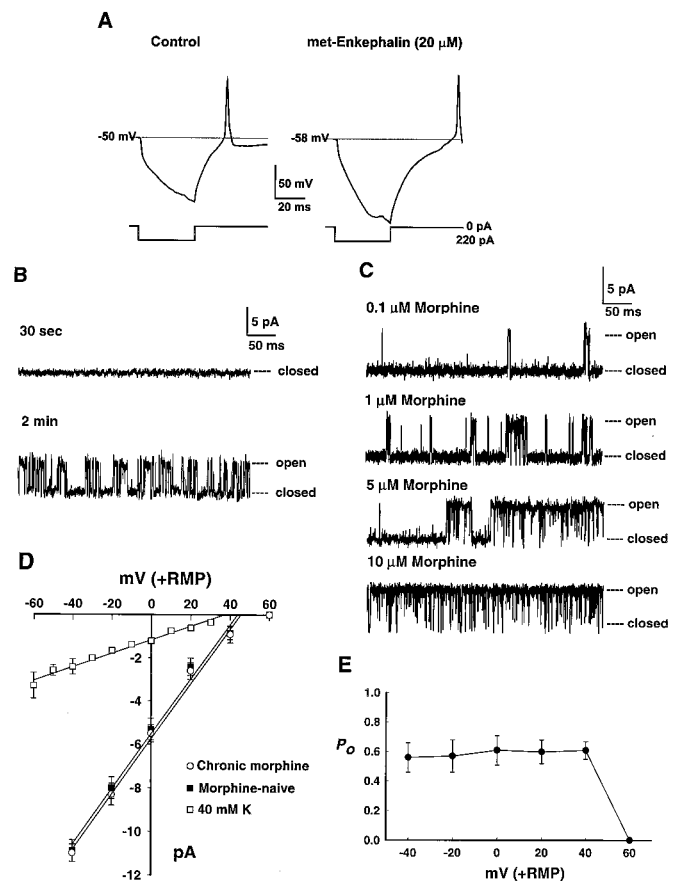 A
Control
met-Enkephalin (20 µM)
-50 mV
-58 mV
50 mV
20 ms
0 pA
220 pA
B
5 pA
50 ms
30 sec
closed
2 min
open
closed
C
5 pA
50 ms
0.1 µM Morphine
open
closed
1 µM Morphine
open
closed
5 µM Morphine
open
closed
10 µM Morphine
open
closed
D
mV (+RMP)
-60 -40 -20 0 20 40 60
-2
-4
-6
-8
-10
-12
Chronic morphine
Morphine-naive
40 mM K
pA
E
1.0
0.8
0.6
0.4
0.2
0.0
Po
-40 -20 0 20 40 60
mV (+RMP)